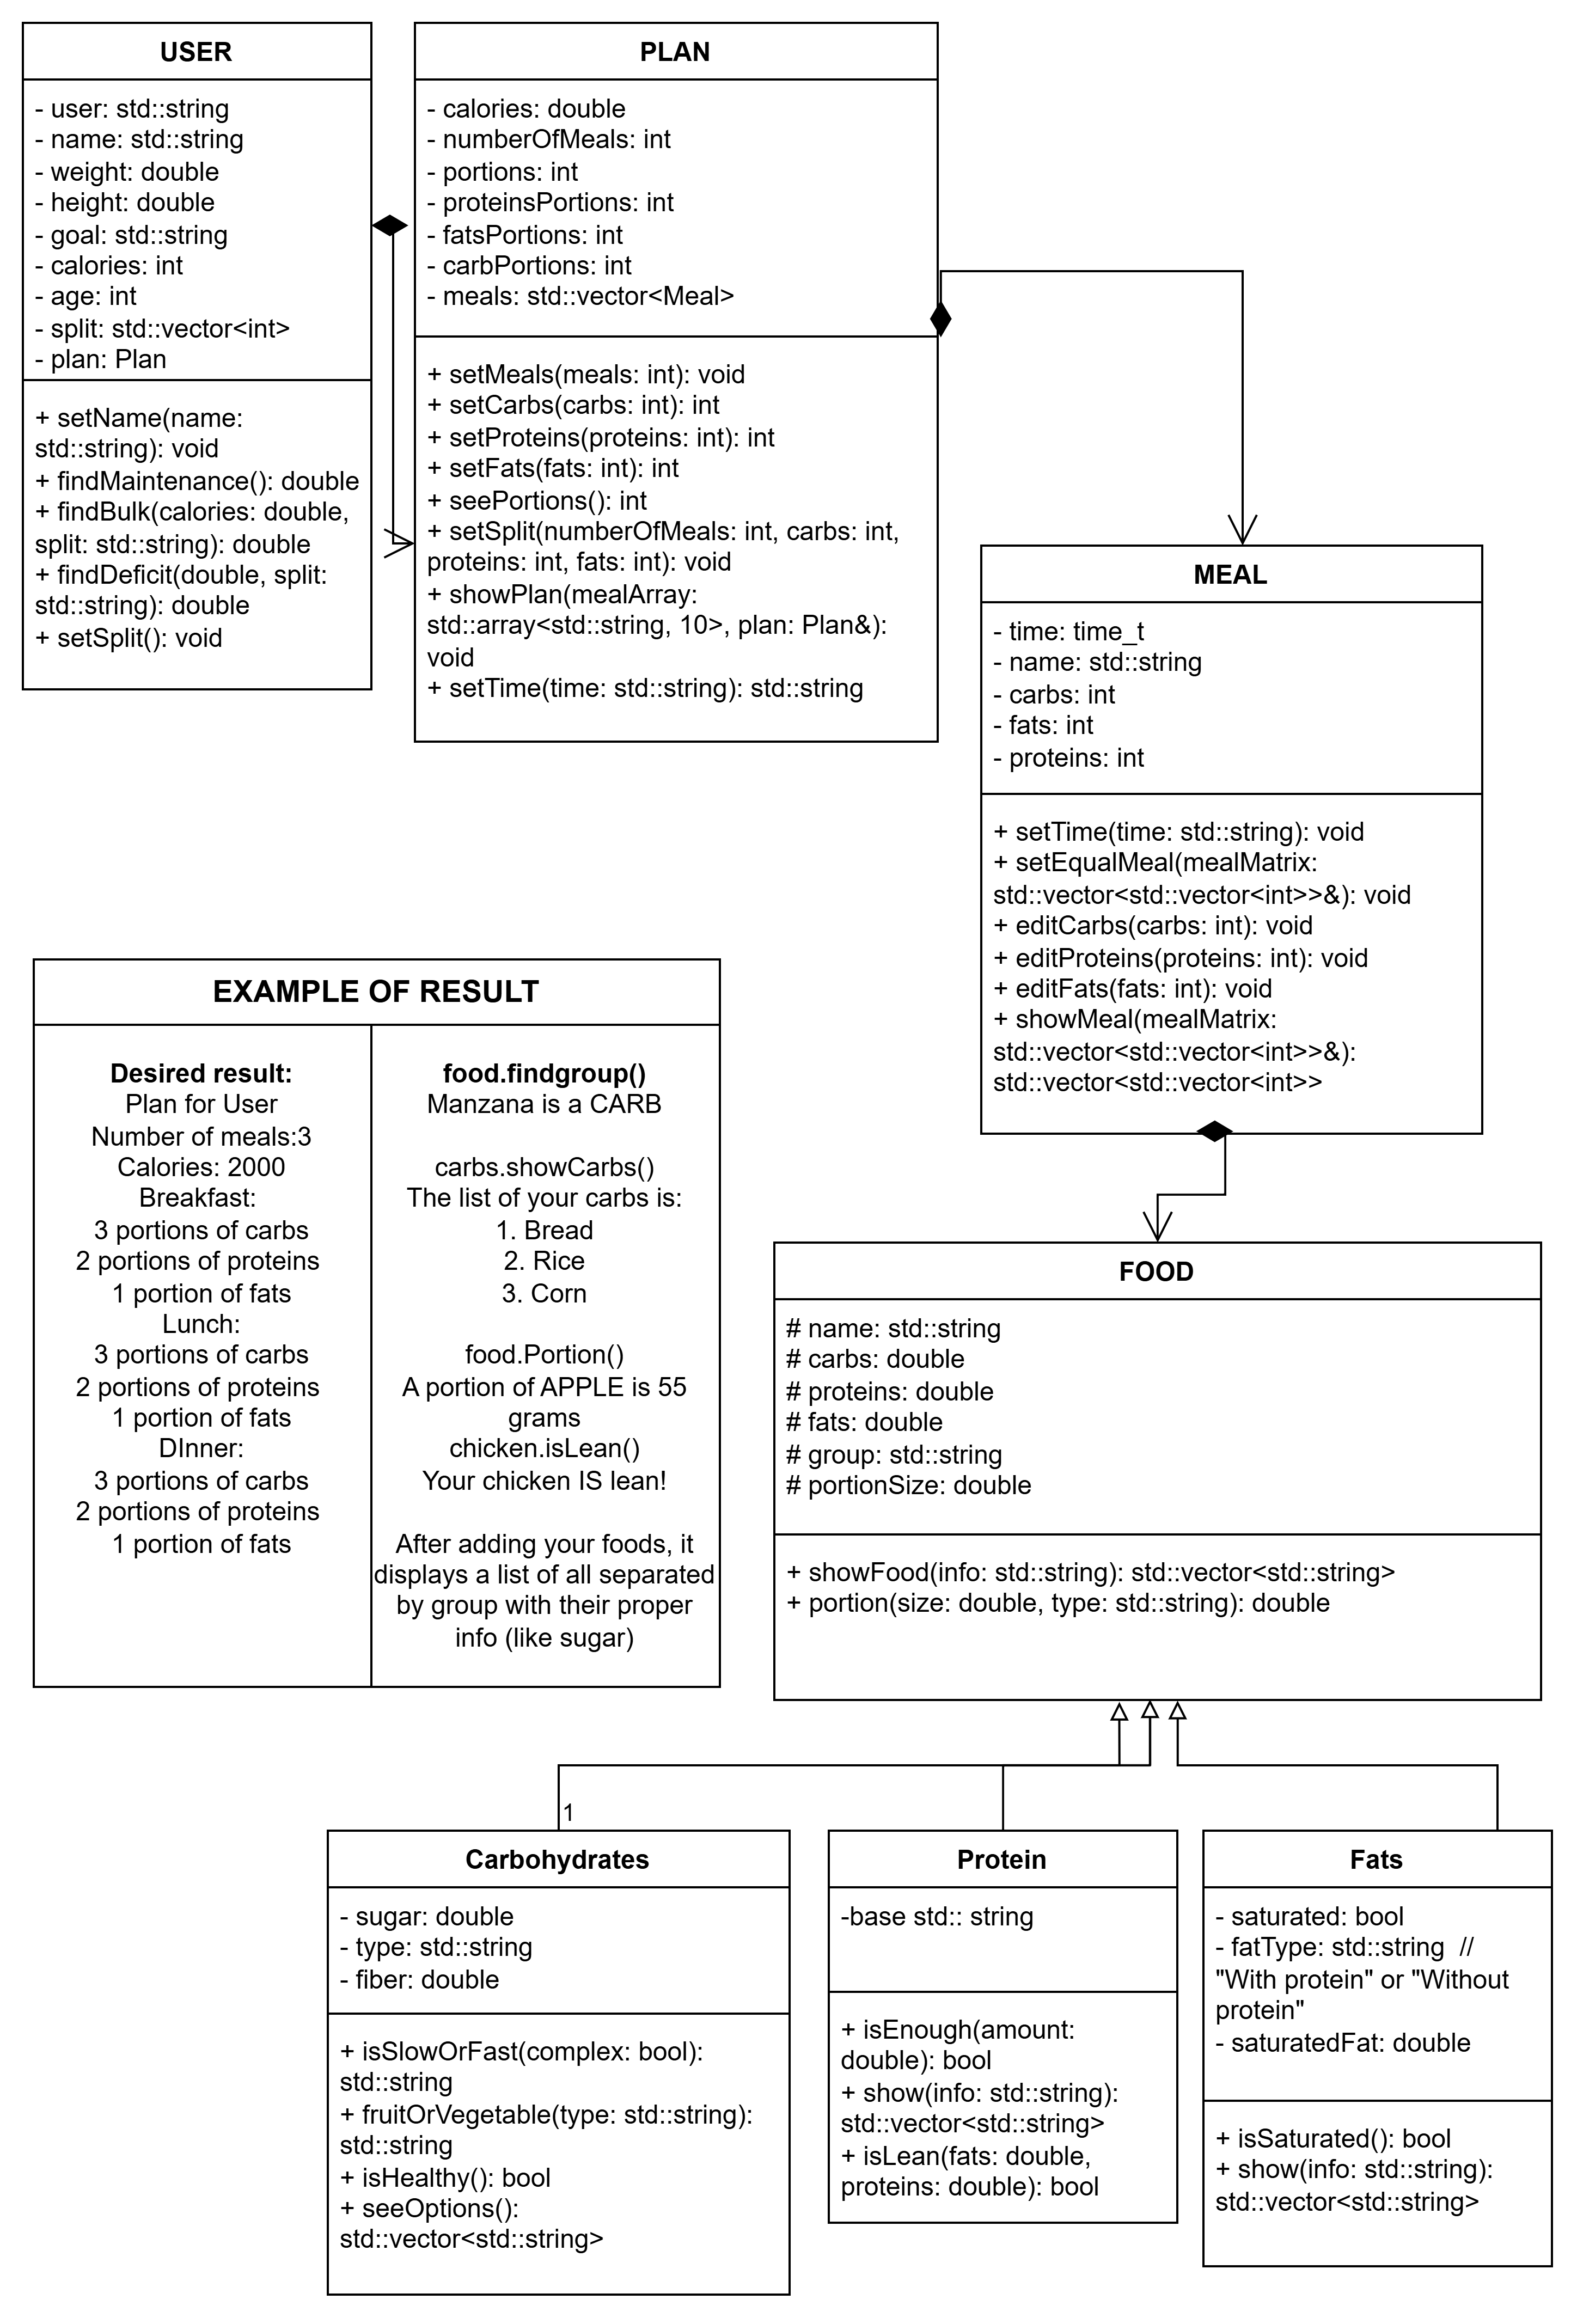 USER
- user: std::string
- name: std::string
- weight: double
- height: double
- goal: std::string
- calories: int
- age: int
- split: std::vector<int>
- plan: Plan
+ setName(name:
std::string): void
+ findMaintenance(): double
+ findBulk(calories: double,
split: std::string): double
+ findDeficit(double, split:
std::string): double
+ setSplit(): void
PLAN
- calories: double
- numberOfMeals: int
- portions: int
- proteinsPortions: int
- fatsPortions: int
- carbPortions: int
- meals: std::vector<Meal>
+ setMeals(meals: int): void
+ setCarbs(carbs: int): int
+ setProteins(proteins: int): int
+ setFats(fats: int): int
+ seePortions(): int
+ setSplit(numberOfMeals: int, carbs: int,
proteins: int, fats: int): void
+ showPlan(mealArray:
std::array<std::string, 10>, plan: Plan&):
void
+ setTime(time: std::string): std::string
MEAL
- time: time_t
- name: std::string
- carbs: int
- fats: int
- proteins: int
+ setTime(time: std::string): void
+ setEqualMeal(mealMatrix:
std::vector<std::vector<int>>&): void
+ editCarbs(carbs: int): void
+ editProteins(proteins: int): void
+ editFats(fats: int): void
+ showMeal(mealMatrix:
std::vector<std::vector<int>>&):
std::vector<std::vector<int>>
EXAMPLE OF RESULT
Desired result:
Plan for User
Number of meals:3
Calories: 2000
Breakfast:
3 portions of carbs
2 portions of proteins
1 portion of fats
Lunch:
3 portions of carbs
2 portions of proteins
1 portion of fats
DInner:
3 portions of carbs
2 portions of proteins
1 portion of fats
food.findgroup()
Manzana is a CARB
carbs.showCarbs()
The list of your carbs is:
1. Bread
2. Rice
3. Corn
food.Portion()
A portion of APPLE is 55
grams
chicken.isLean()
Your chicken IS lean!
After adding your foods, it
displays a list of all separated
by group with their proper
info (like sugar)
FOOD
# name: std::string
# carbs: double
# proteins: double
# fats: double
# group: std::string
# portionSize: double
+ showFood(info: std::string): std::vector<std::string>
+ portion(size: double, type: std::string): double
1
Carbohydrates
- sugar: double
- type: std::string
- fiber: double
+ isSlowOrFast(complex: bool):
std::string
+ fruitOrVegetable(type: std::string):
std::string
+ isHealthy(): bool
+ seeOptions():
std::vector<std::string>
Protein
-base std:: string
+ isEnough(amount:
double): bool
+ show(info: std::string):
std::vector<std::string>
+ isLean(fats: double,
proteins: double): bool
Fats
- saturated: bool
- fatType: std::string  //
"With protein" or "Without
protein"
- saturatedFat: double
+ isSaturated(): bool
+ show(info: std::string):
std::vector<std::string>